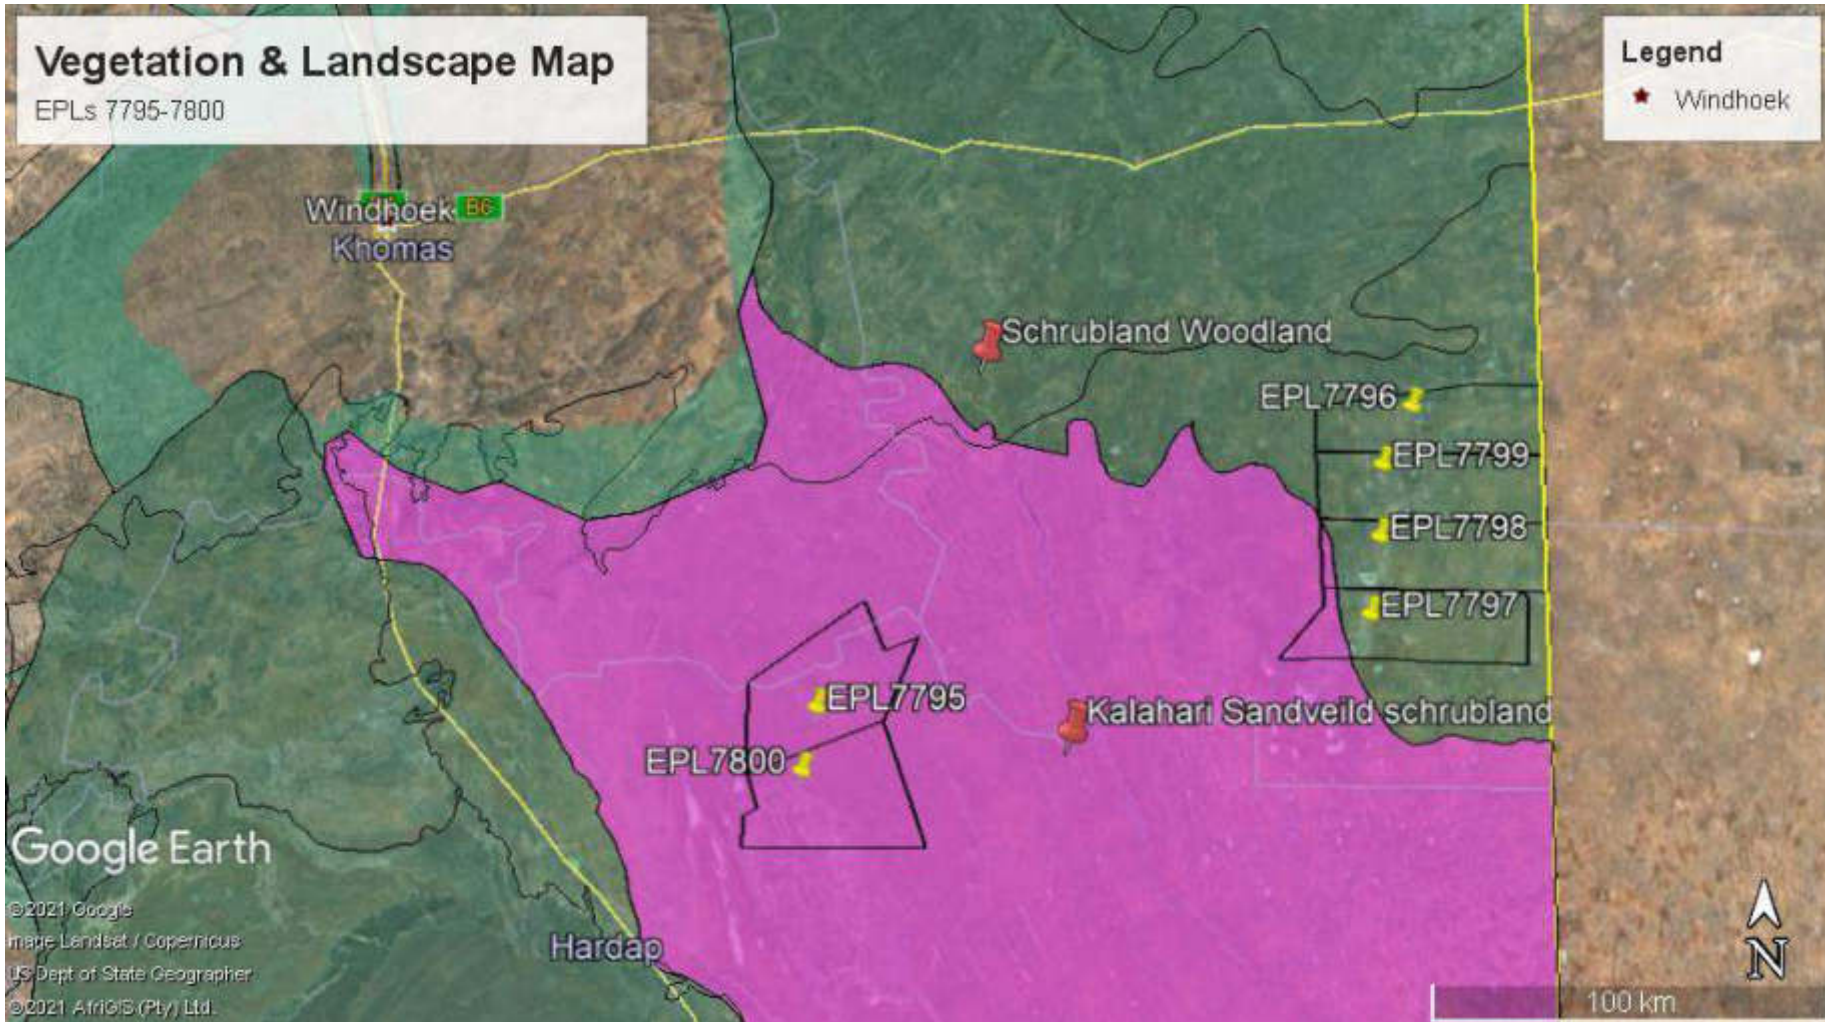 Vegetation & Landscape Map
EPLs 7795-7800
Legend
Windhoek
Windhoek
B6
Khomas
Schrubland Woodland
EPL7796
EPL7799
EPL7798
EPL7797
EPL7795
Kalahari Sandveild schrubland
EPL7800
Google Earth
©2021 Google
mage Landsat / Copernicus
US Dept of State Geographer
©2021 AfriGIS (Pty) Ltd.
Hardap
N
100 km